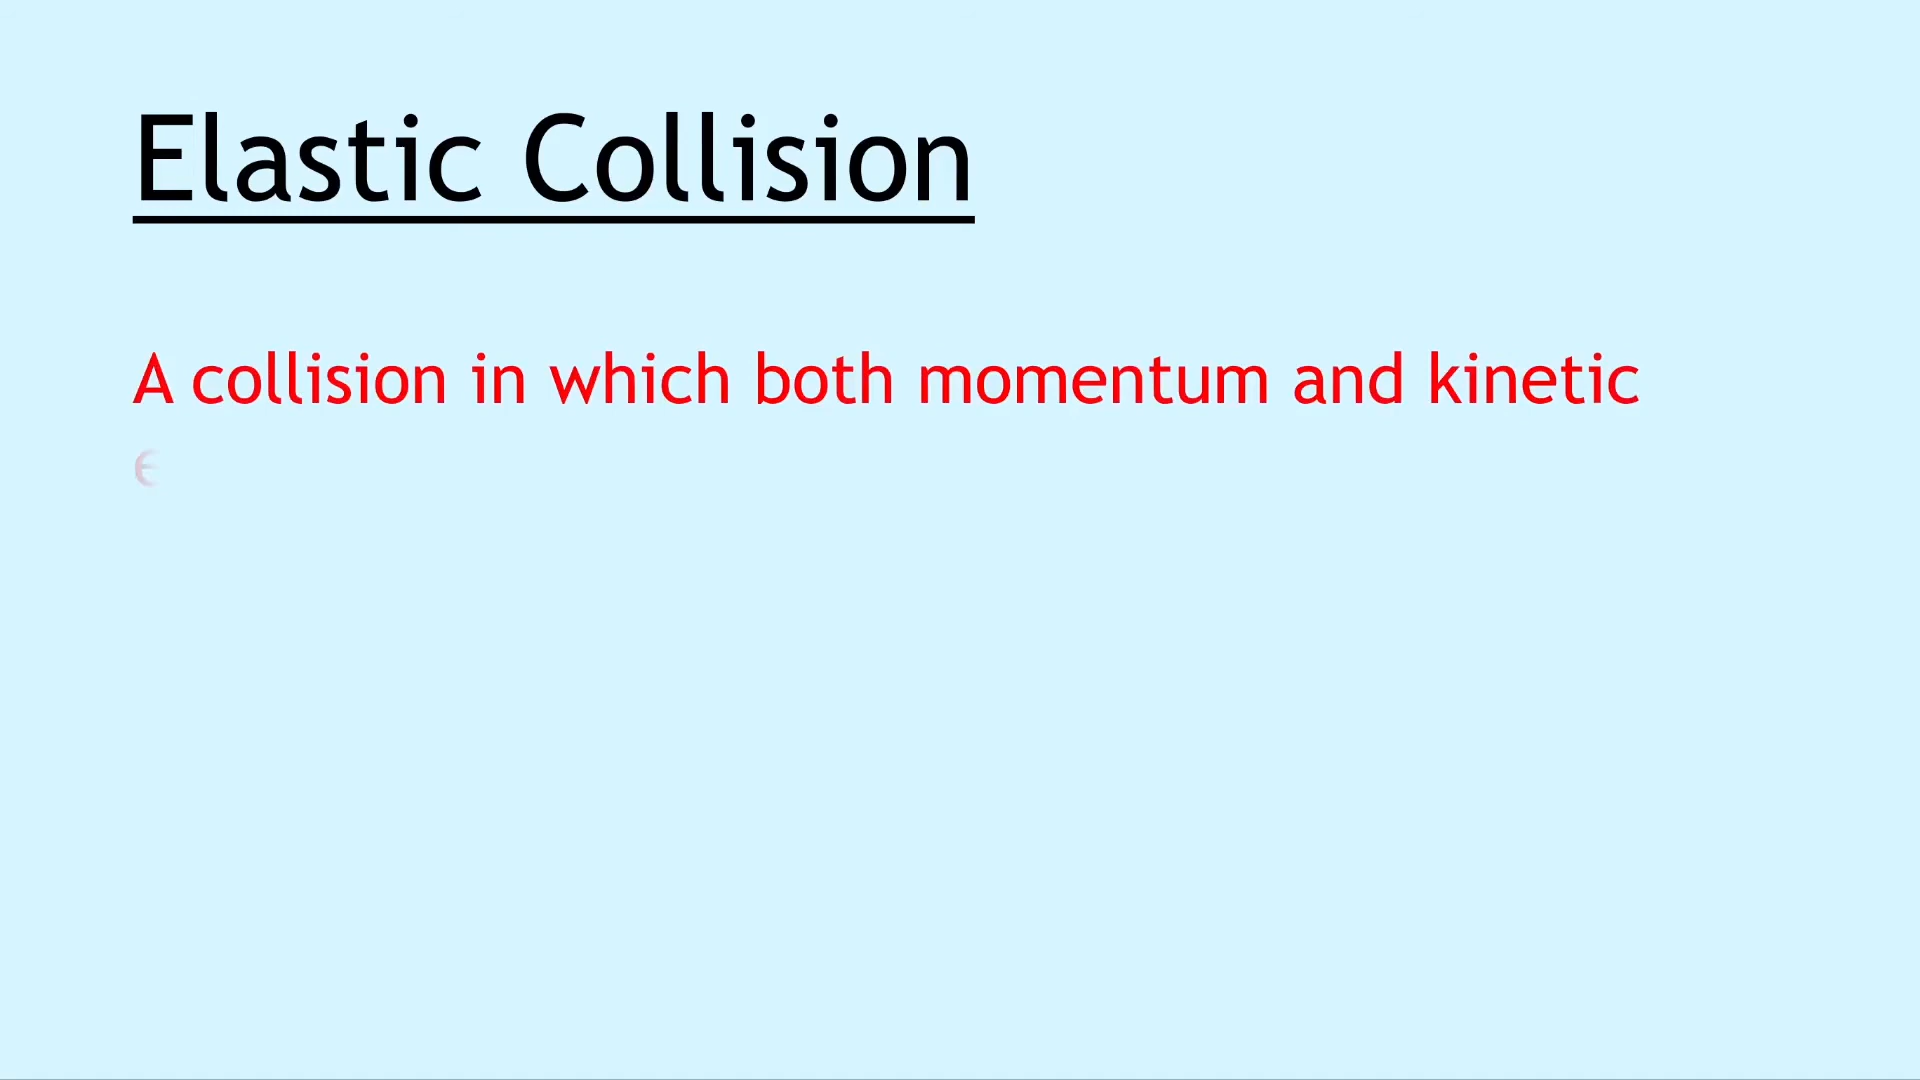 Elastic Collision
A collision in which both momentum and kinetic
e